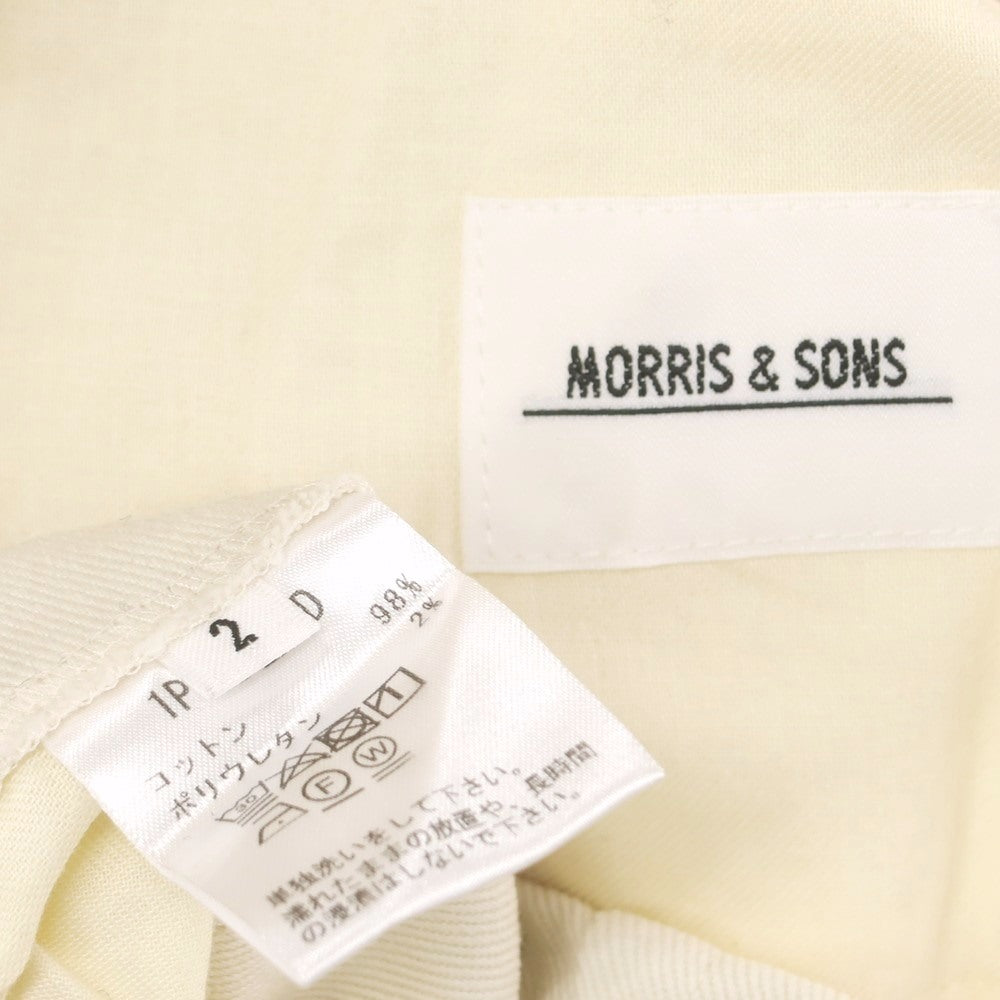 MORRIS & SONS
1P 2 D
コットン 98%
ポリウレタン 2%
30
F W
単独洗いをして下さい。
濡れたままの放置や、長時間
の浸漬はしないで下さい。